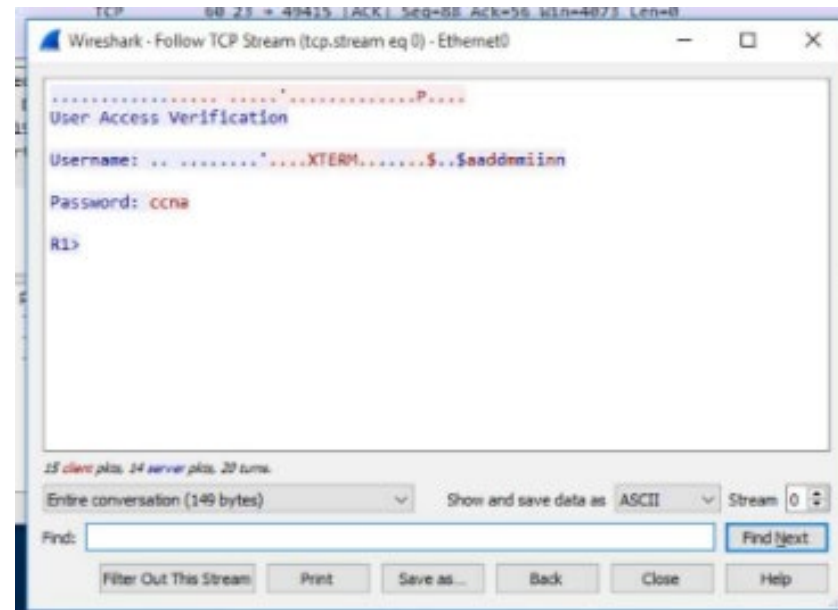 TCP 60 23 → 49415 [ACK] Seq=88 Ack=56 Win=4073 Len=0
Wireshark - Follow TCP Stream (tcp.stream eq 0) - Ethernet0
.................. .....'.............P....
User Access Verification
Username: .. ........'....XTERM.......$..$aaddmmiinn
Password: ccna
R1>
15 client pkts, 14 server pkts, 20 turns.
Entire conversation (149 bytes) Show and save data as ASCII Stream 0
Find: Find Next
Filter Out This Stream Print Save as... Back Close Help